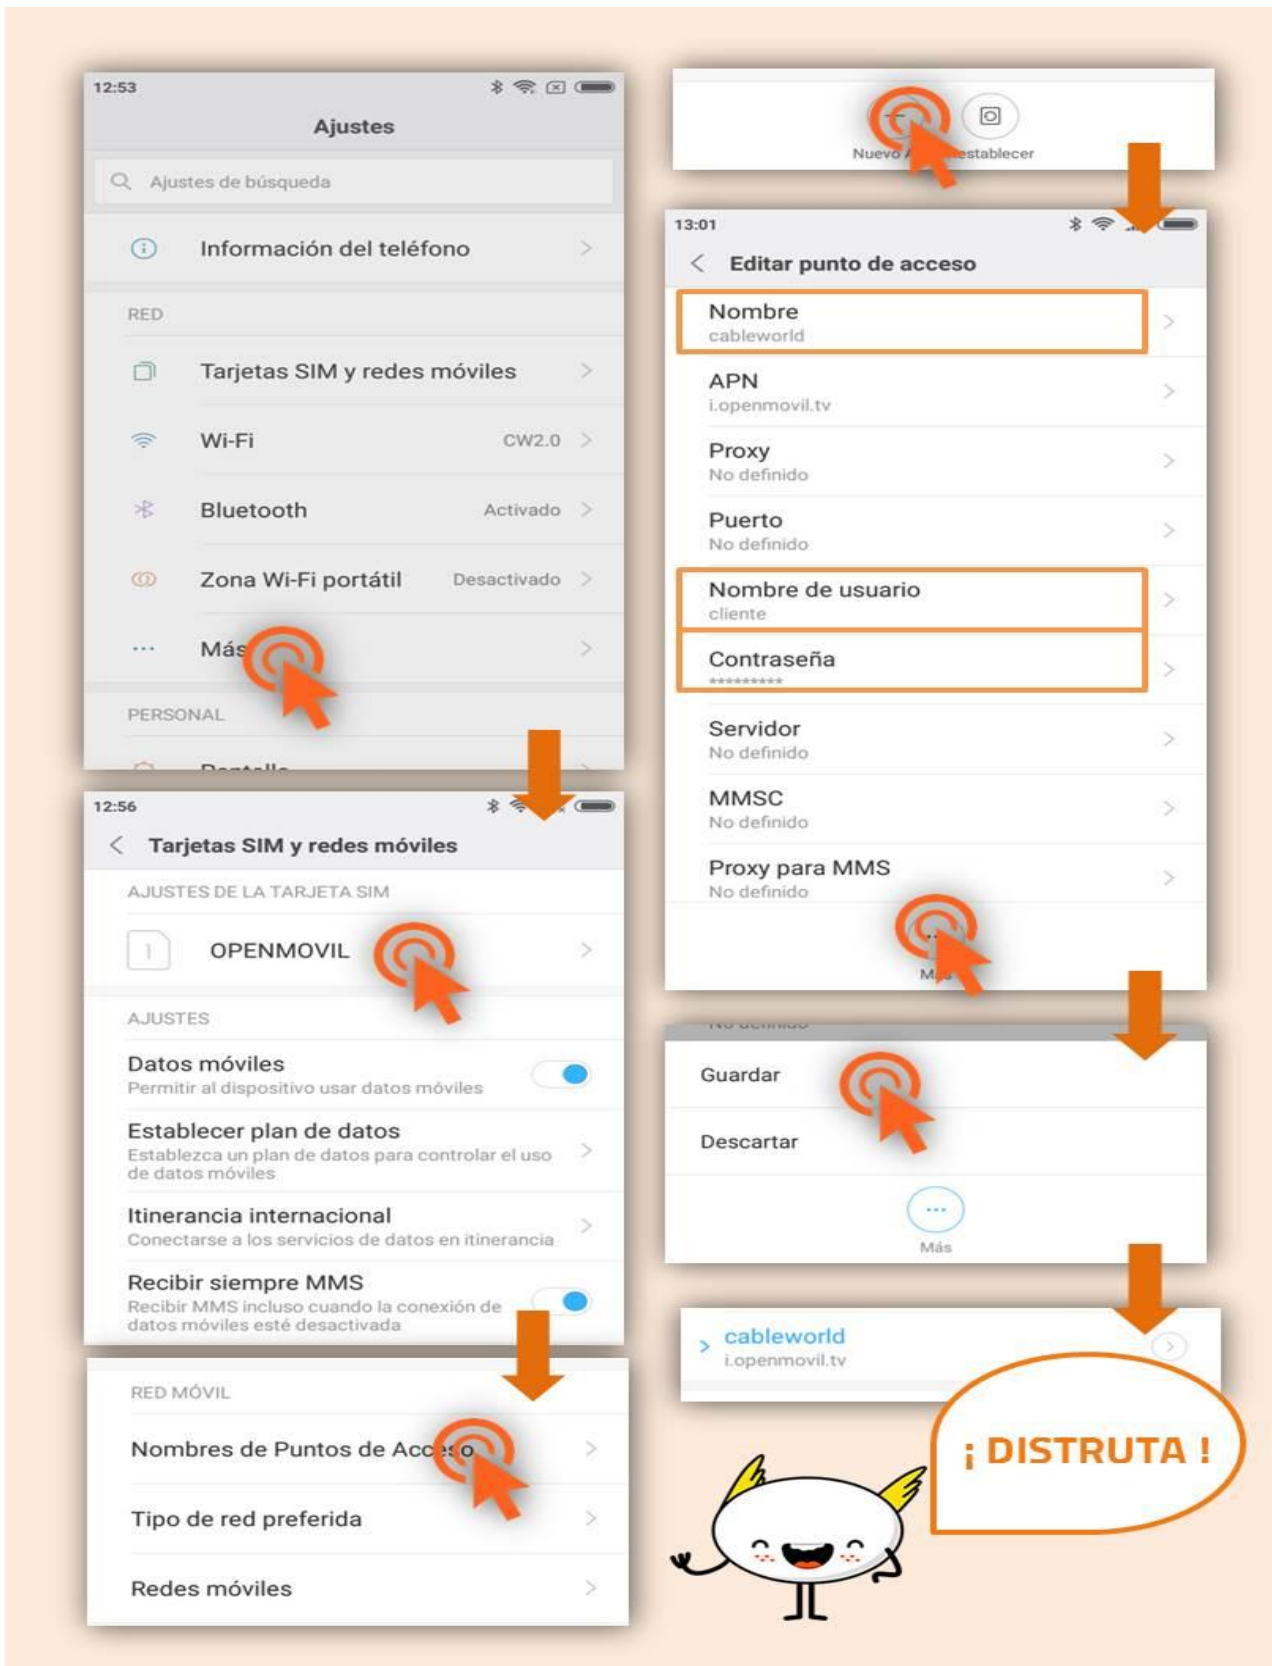 12:53
Ajustes
Ajustes de búsqueda
Información del teléfono
RED
Tarjetas SIM y redes móviles
Wi-Fi CW2.0
Bluetooth Activado
Zona Wi-Fi portátil Desactivado
Más
PERSONAL
Pantalla
12:56
Tarjetas SIM y redes móviles
AJUSTES DE LA TARJETA SIM
1 OPENMOVIL
AJUSTES
Datos móviles
Permitir al dispositivo usar datos móviles
Establecer plan de datos
Establezca un plan de datos para controlar el uso
de datos móviles
Itinerancia internacional
Conectarse a los servicios de datos en itinerancia
Recibir siempre MMS
Recibir MMS incluso cuando la conexión de
datos móviles esté desactivada
RED MÓVIL
Nombres de Puntos de Acceso
Tipo de red preferida
Redes móviles
Nuevo
13:01
Editar punto de acceso
Nombre
cableworld
APN
i.openmovil.tv
Proxy
No definido
Puerto
No definido
Nombre de usuario
cliente
Contraseña
*********
Servidor
No definido
MMSC
No definido
Proxy para MMS
No definido
Más
No definido
Guardar
Descartar
Más
cableworld
i.openmovil.tv
¡ DISTRUTA !